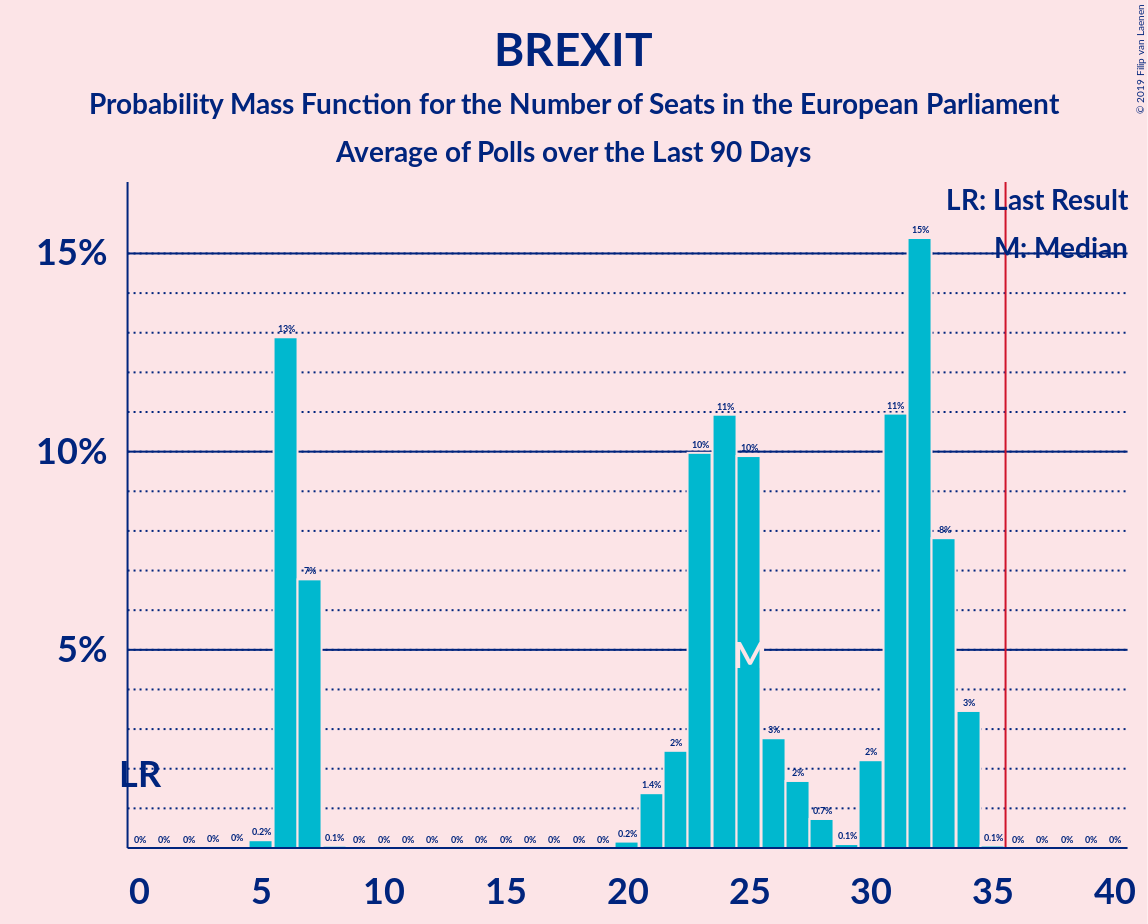 BREXIT
Probability Mass Function for the Number of Seats in the European Parliament
Average of Polls over the Last 90 Days
© 2019 Filip van Laenen
LR: Last Result
M: Median
15%
10%
5%
0% 0% 0% 0% 0% 0.2% 13% 7% 0.1% 0% 0% 0% 0% 0% 0% 0% 0% 0% 0% 0% 0.2% 1.4% 2% 10% 11% 10% 3% 2% 0.7% 0.1% 2% 11% 15% 8% 3% 0.1% 0% 0% 0% 0% 0%
M
LR
0 5 10 15 20 25 30 35 40